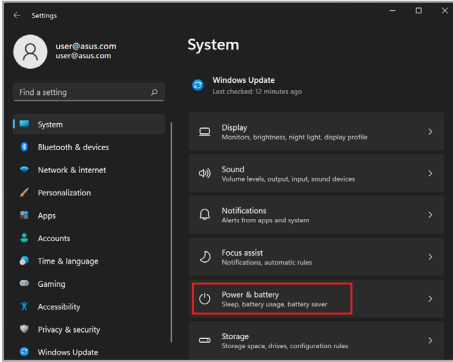 Settings
user@asus.com
user@asus.com
Find a setting
System
Bluetooth & devices
Network & internet
Personalization
Apps
Accounts
Time & language
Gaming
Accessibility
Privacy & security
Windows Update
System
Windows Update
Last checked: 12 minutes ago
Display
Monitors, brightness, night light, display profile
Sound
Volume levels, output, input, sound devices
Notifications
Alerts from apps and system
Focus assist
Notifications, automatic rules
Power & battery
Sleep, battery usage, battery saver
Storage
Storage space, drives, configuration rules